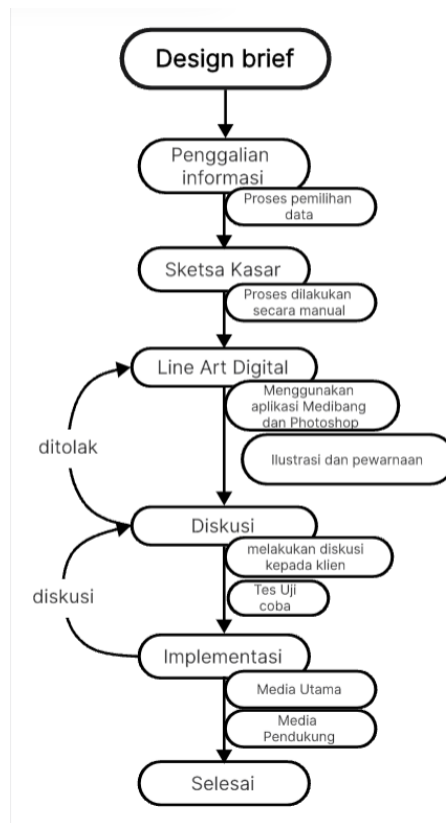 Design brief
Penggalian
informasi
Proses pemilihan
data
Sketsa Kasar
Proses dilakukan
secara manual
Line Art Digital
Menggunakan
aplikasi Medibang
dan Photoshop
ditolak
Ilustrasi dan pewarnaan
Diskusi
melakukan diskusi
kepada klien
Tes Uji
coba
diskusi
Implementasi
Media Utama
Media
Pendukung
Selesai